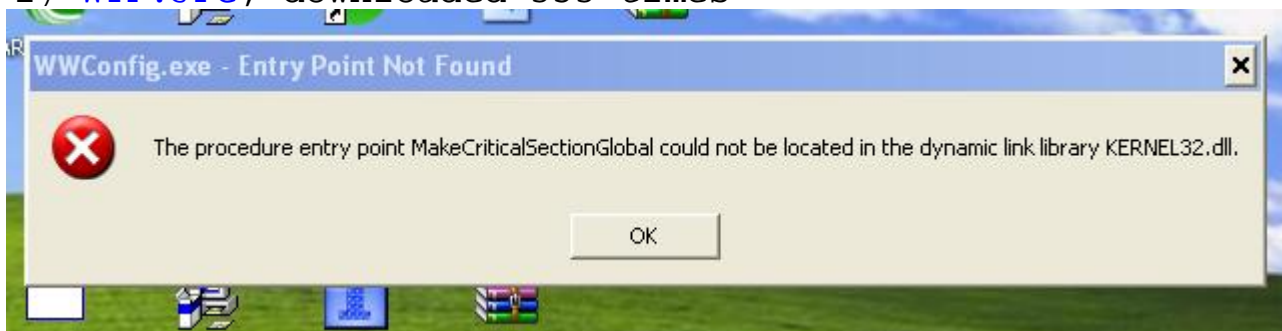 downloaded
WWConfig.exe - Entry Point Not Found
The procedure entry point MakeCriticalSectionGlobal could not be located in the dynamic link library KERNEL32.dll.
OK